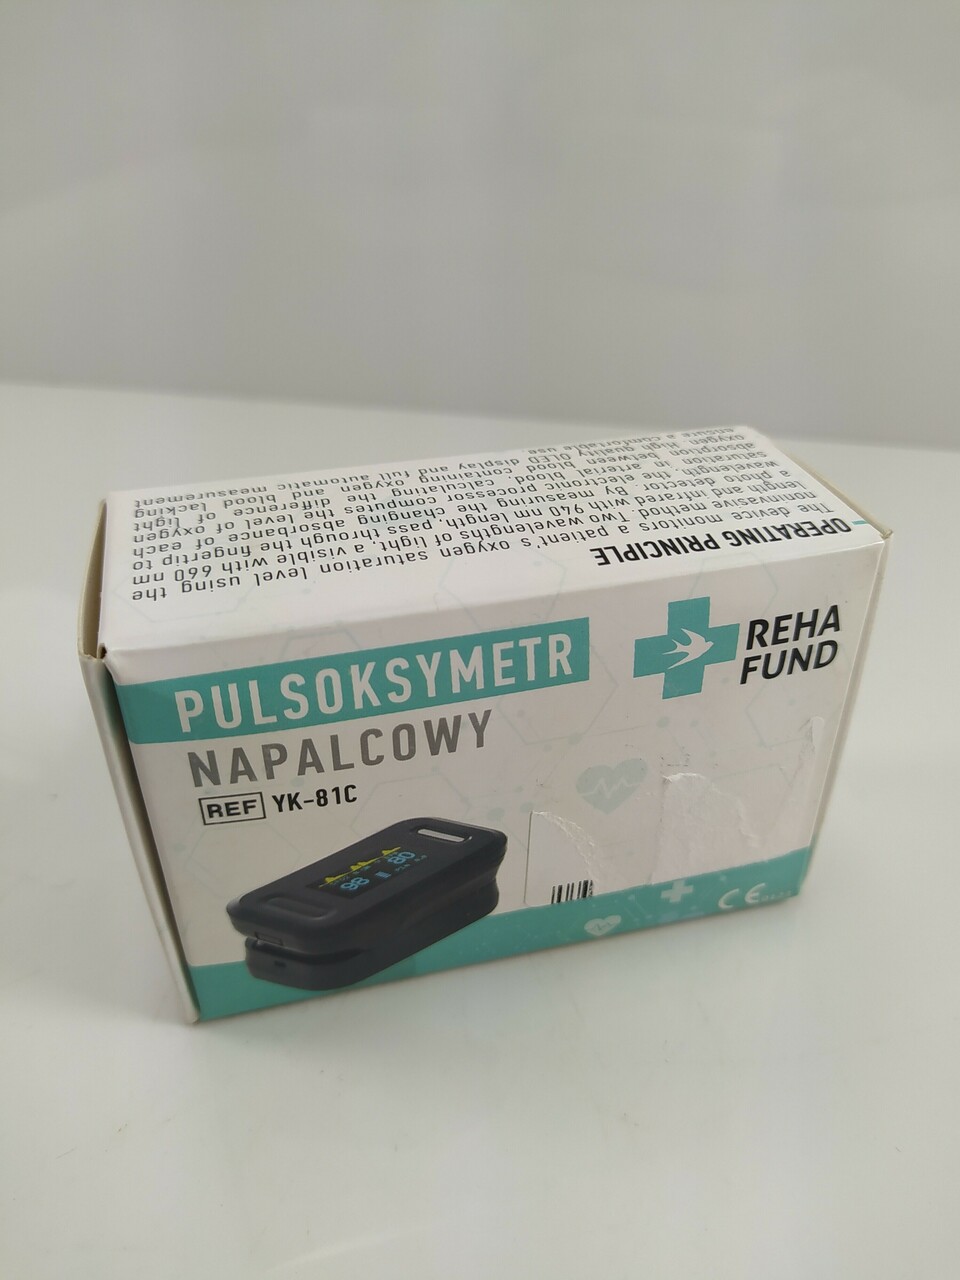 OPERATING PRINCIPLE
The device monitors a patient's oxygen saturation level using the
noninvasive method. Two wavelengths of light, a visible with 660 nm
length and infrared with 940 nm length, pass through the fingertip to
a photo detector. By measuring the changing absorbance of each
wavelength, the electronic processor computes the level of oxygen
saturation in arterial blood, calculating the difference of light
absorption between blood containing oxygen and blood lacking
oxygen. High quality OLED display and full automatic measurement
ensure a comfortable use.
PULSOKSYMETR
NAPALCOWY
REF YK-81C
REHA
FUND
98
80
CE